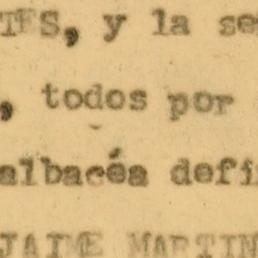 TES, y la se
, todos por
albacéa defi
JAIME MARTIN